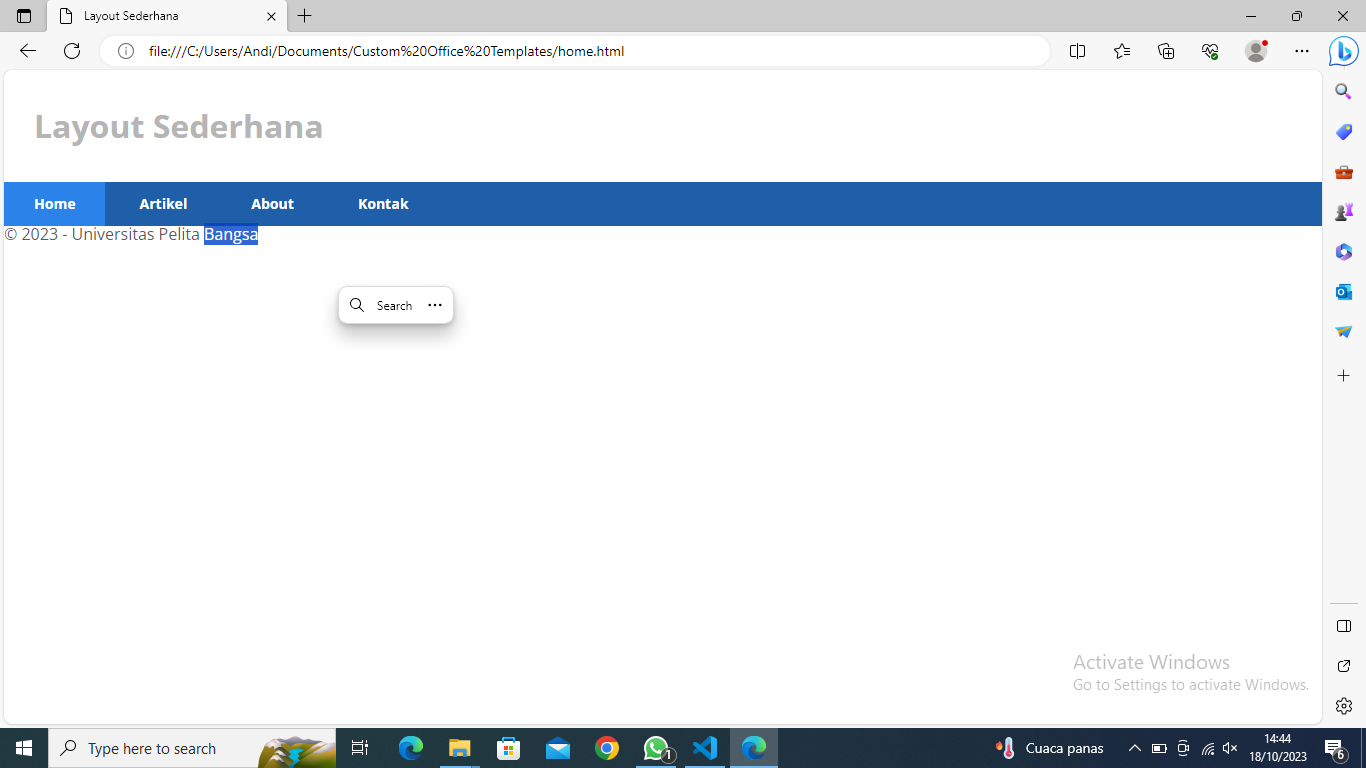 Layout Sederhana
file:///C:/Users/Andi/Documents/Custom%20Office%20Templates/home.html
Layout Sederhana
Home Artikel About Kontak
© 2023 - Universitas Pelita Bangsa
Search
Activate Windows
Go to Settings to activate Windows.
Type here to search
1
Cuaca panas
14:44
18/10/2023
6